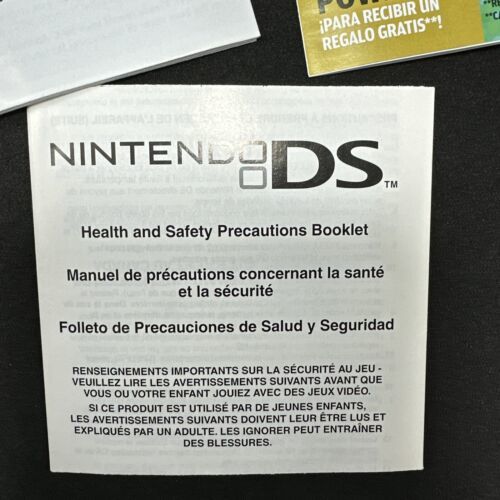 ¡PARA RECIBIR UN
REGALO GRATIS**!
NINTENDO DS™
Health and Safety Precautions Booklet
Manuel de précautions concernant la santé
et la sécurité
Folleto de Precauciones de Salud y Seguridad
RENSEIGNEMENTS IMPORTANTS SUR LA SÉCURITÉ AU JEU -
VEUILLEZ LIRE LES AVERTISSEMENTS SUIVANTS AVANT QUE
VOUS OU VOTRE ENFANT JOUIEZ AVEC DES JEUX VIDÉO.
SI CE PRODUIT EST UTILISÉ PAR DE JEUNES ENFANTS,
LES AVERTISSEMENTS SUIVANTS DOIVENT LEUR ÊTRE LUS ET
EXPLIQUÉS PAR UN ADULTE. LES IGNORER PEUT ENTRAÎNER
DES BLESSURES.